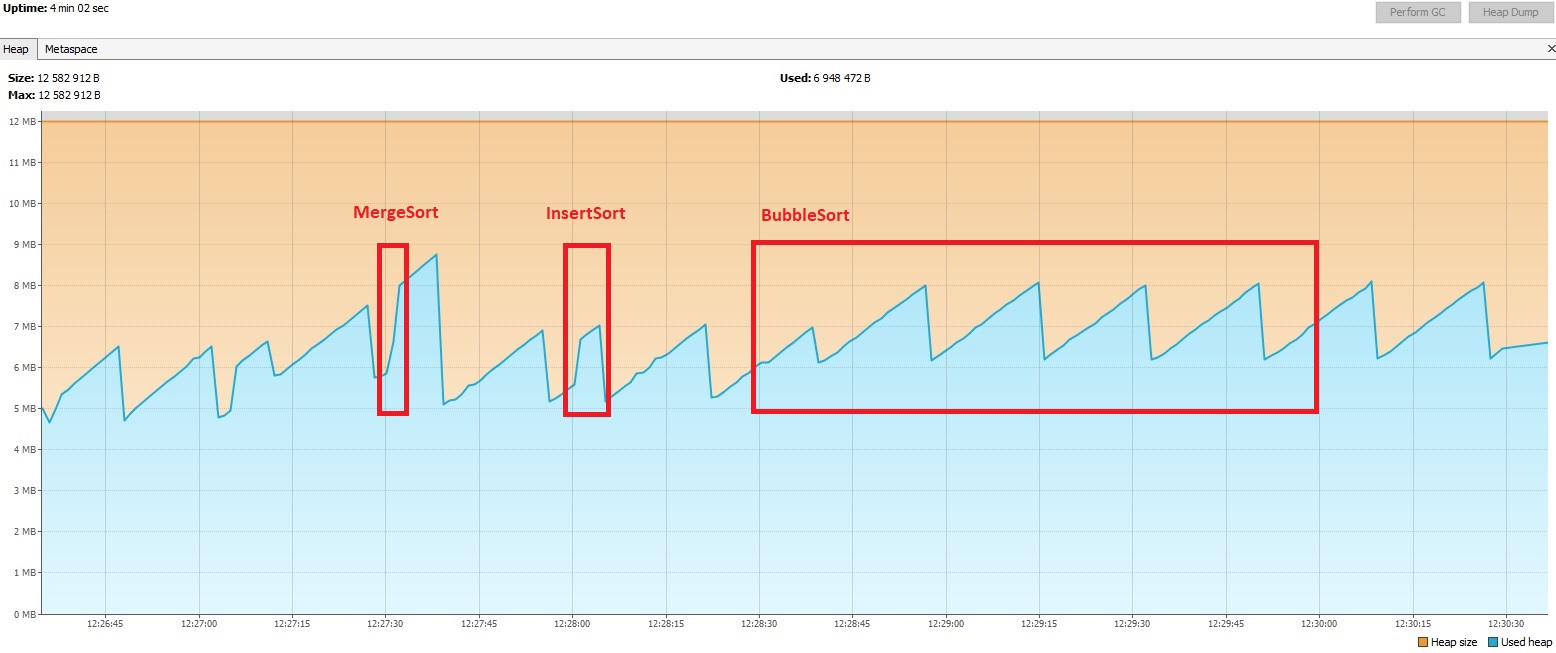 Uptime: 4 min 02 sec
Perform GC
Heap Dump
Heap
Metaspace
×
Size: 12 582 912 B
Used: 6 948 472 B
Max: 12 582 912 B
12 MB
11 MB
10 MB
9 MB
8 MB
7 MB
6 MB
5 MB
4 MB
3 MB
2 MB
1 MB
0 MB
MergeSort
InsertSort
BubbleSort
12:26:45
12:27:00
12:27:15
12:27:30
12:27:45
12:28:00
12:28:15
12:28:30
12:28:45
12:29:00
12:29:15
12:29:30
12:29:45
12:30:00
12:30:15
12:30:30
Heap size
Used heap